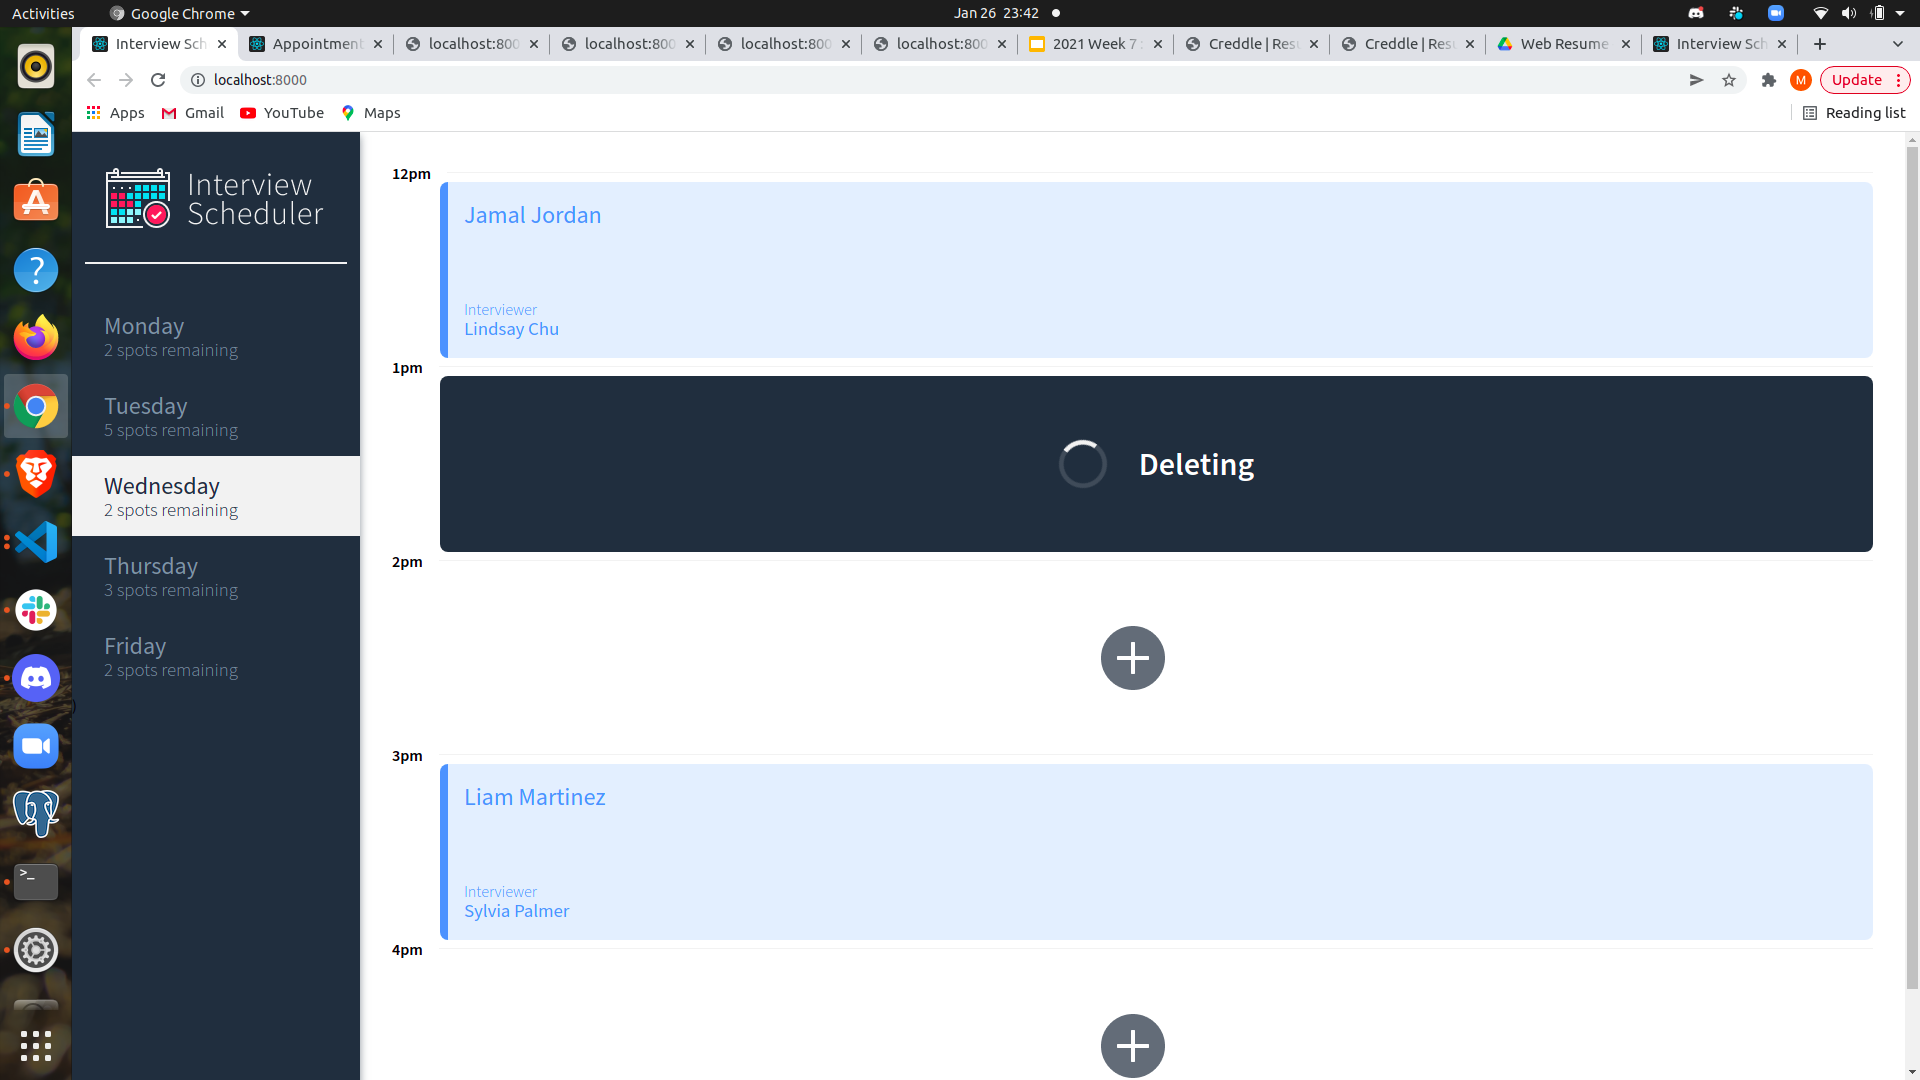 Activities
Google Chrome
Jan 26 23:42
Interview Sch
Appointment
localhost:800
localhost:800
localhost:800
localhost:800
2021 Week 7 :
Creddle | Resu
Creddle | Resu
Web Resume
Interview Sch
localhost:8000
M
Update
Apps
Gmail
YouTube
Maps
Reading list
Interview
Scheduler
Monday
2 spots remaining
Tuesday
5 spots remaining
Wednesday
2 spots remaining
Thursday
3 spots remaining
Friday
2 spots remaining
12pm
Jamal Jordan
Interviewer
Lindsay Chu
1pm
Deleting
2pm
3pm
Liam Martinez
Interviewer
Sylvia Palmer
4pm